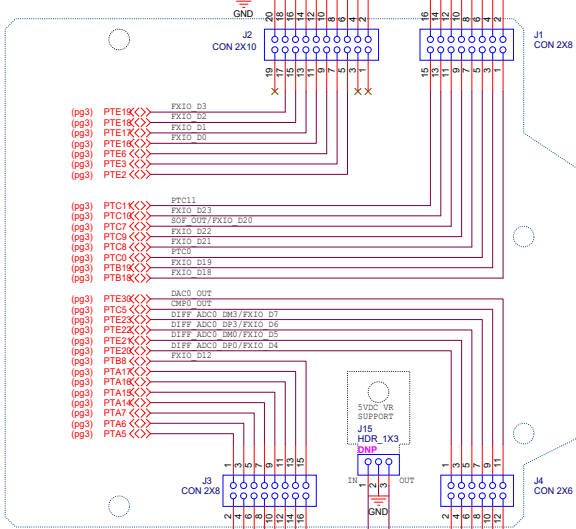 GND
20 18 16 14 12 10 8 6 4 2
16 14 12 10 8 6 4 2
J2
CON 2X10
J1
CON 2X8
19 17 15 13 11 9 7 5 3 1
15 13 11 9 7 5 3 1
(pg3) PTE19 FXIO_D3
(pg3) PTE18 FXIO_D2
(pg3) PTE17 FXIO_D1
(pg3) PTE16 FXIO_D0
(pg3) PTE6
(pg3) PTE3
(pg3) PTE2
(pg3) PTC11 PTC11
(pg3) PTC10 FXIO_D23
(pg3) PTC7 SOF_OUT/FXIO_D20
(pg3) PTC9 FXIO_D22
(pg3) PTC8 FXIO_D21
(pg3) PTC0 PTC0
(pg3) PTB19 FXIO_D19
(pg3) PTB18 FXIO_D18
(pg3) PTE30 DAC0_OUT
(pg3) PTC5 CMP0_OUT
(pg3) PTE23 DIFF_ADC0_DM3/FXIO_D7
(pg3) PTE22 DIFF_ADC0_DP3/FXIO_D6
(pg3) PTE21 DIFF_ADC0_DM0/FXIO_D5
(pg3) PTE20 DIFF_ADC0_DP0/FXIO_D4
(pg3) PTB8 FXIO_D12
(pg3) PTA17
(pg3) PTA16
(pg3) PTA15
(pg3) PTA14
(pg3) PTA7
(pg3) PTA6
(pg3) PTA5
5VDC VR
SUPPORT
J15
HDR_1X3
DNP
1 3 5 7 9 11 13 15
1 3 5 7 9 11
J3
CON 2X8
IN
1 2 3
OUT
GND
J4
CON 2X6
2 4 6 8 10 12 14 16
2 4 6 8 10 12